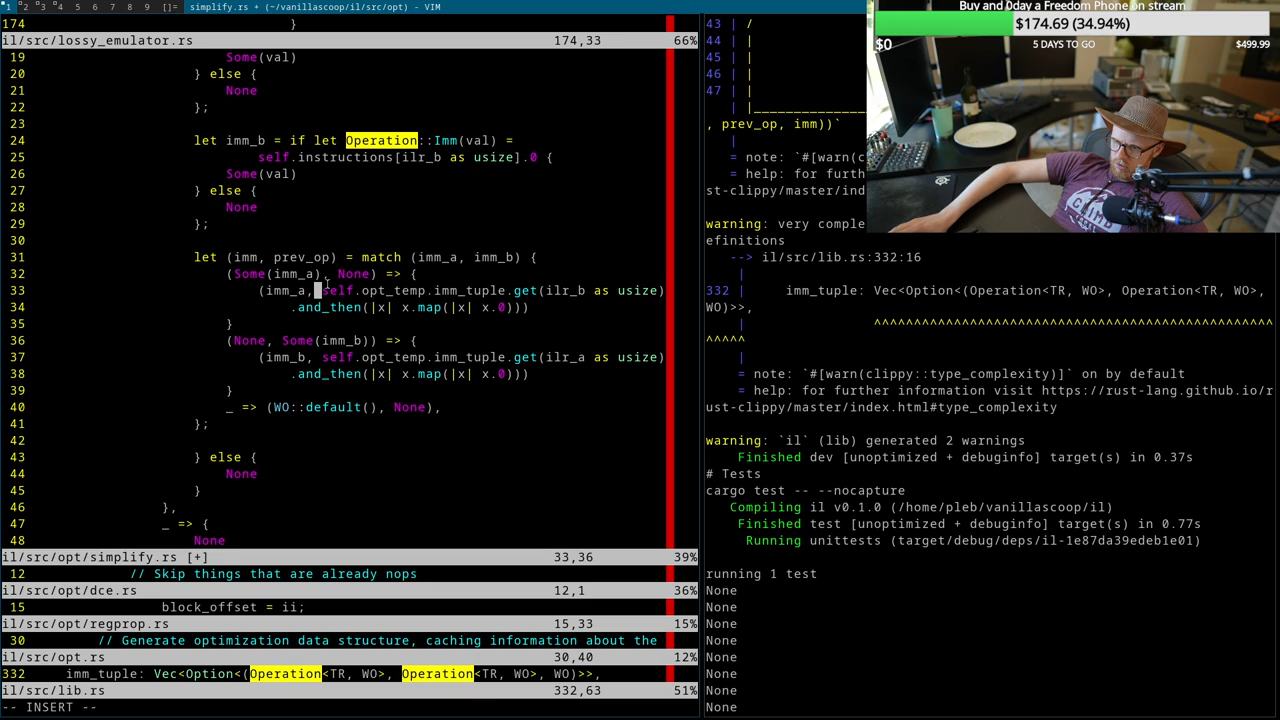 1 2 3 4 5 6 7 8 9 []= simplify.rs + (~/vanillascoop/il/src/opt) - VIM
174 }
il/src/lossy_emulator.rs 174,33 66%
19 Some(val)
20 } else {
21 None
22 };
23
24 let imm_b = if let Operation::Imm(val) =
25 self.instructions[ilr_b as usize].0 {
26 Some(val)
27 } else {
28 None
29 };
30
31 let (imm, prev_op) = match (imm_a, imm_b) {
32 (Some(imm_a), None) => {
33 (imm_a, self.opt_temp.imm_tuple.get(ilr_b as usize)
34 .and_then(|x| x.map(|x| x.0)))
35 }
36 (None, Some(imm_b)) => {
37 (imm_b, self.opt_temp.imm_tuple.get(ilr_a as usize)
38 .and_then(|x| x.map(|x| x.0)))
39 }
40 _ => (WO::default(), None),
41 };
42
43 } else {
44 None
45 }
46 },
47 _ => {
48 None
il/src/opt/simplify.rs [+] 33,36 39%
12 // Skip things that are already nops
il/src/opt/dce.rs 12,1 36%
15 block_offset = ii;
il/src/opt/regprop.rs 15,33 15%
30 // Generate optimization data structure, caching information about the
il/src/opt.rs 30,40 12%
332 imm_tuple: Vec<Option<(Operation<TR, WO>, Operation<TR, WO>, WO)>>,
il/src/lib.rs 332,63 51%
-- INSERT --
43 | /
44 | |
45 | |
46 | |
47 | |
| |____________
, prev_op, imm))`
|
= note: `#[warn(c
= help: for furth
st-clippy/master/ind
warning: very comple
efinitions
--> il/src/lib.rs:332:16
|
332 | imm_tuple: Vec<Option<(Operation<TR, WO>, Operation<TR, WO>,
WO)>>,
| ^^^^^^^^^^^^^^^^^^^^^^^^^^^^^^^^^^^^^^^^^^^^^^^^^^
^^^^^
|
= note: `#[warn(clippy::type_complexity)]` on by default
= help: for further information visit https://rust-lang.github.io/r
ust-clippy/master/index.html#type_complexity
warning: `il` (lib) generated 2 warnings
Finished dev [unoptimized + debuginfo] target(s) in 0.37s
# Tests
cargo test -- --nocapture
Compiling il v0.1.0 (/home/pleb/vanillascoop/il)
Finished test [unoptimized + debuginfo] target(s) in 0.77s
Running unittests (target/debug/deps/il-1e87da39edeb1e01)
running 1 test
None
None
None
None
None
None
None
None
Buy and 0day a Freedom Phone on stream
$174.69 (34.94%)
$0 5 DAYS TO GO $499.99